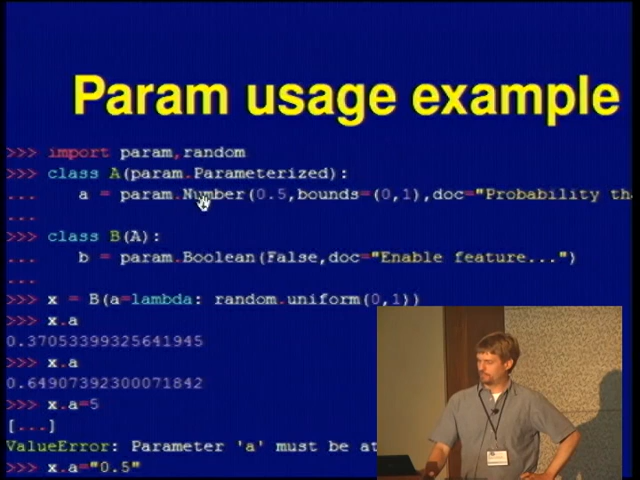 Param usage example
>>> import param,random
>>> class A(param.Parameterized):
...     a = param.Number(0.5,bounds=(0,1),doc="Probability th
...
>>> class B(A):
...     b = param.Boolean(False,doc="Enable feature...")
...
>>> x = B(a=lambda: random.uniform(0,1))
>>> x.a
0.37053399325641945
>>> x.a
0.64907392300071842
>>> x.a=5
[...]
ValueError: Parameter 'a' must be at
>>> x.a="0.5"